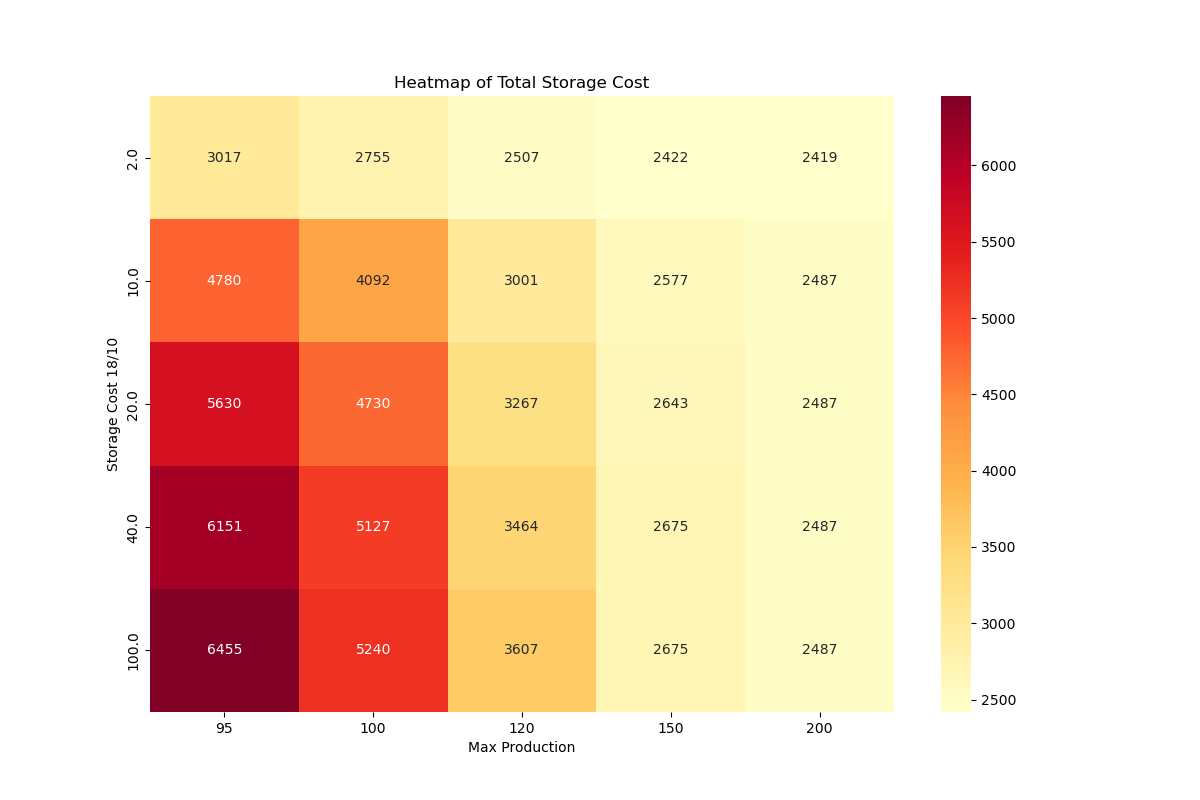 Heatmap of Total Storage Cost
Storage Cost 18/10
2.0 3017 2755 2507 2422 2419
10.0 4780 4092 3001 2577 2487
20.0 5630 4730 3267 2643 2487
40.0 6151 5127 3464 2675 2487
100.0 6455 5240 3607 2675 2487
95 100 120 150 200
Max Production
6000
5500
5000
4500
4000
3500
3000
2500